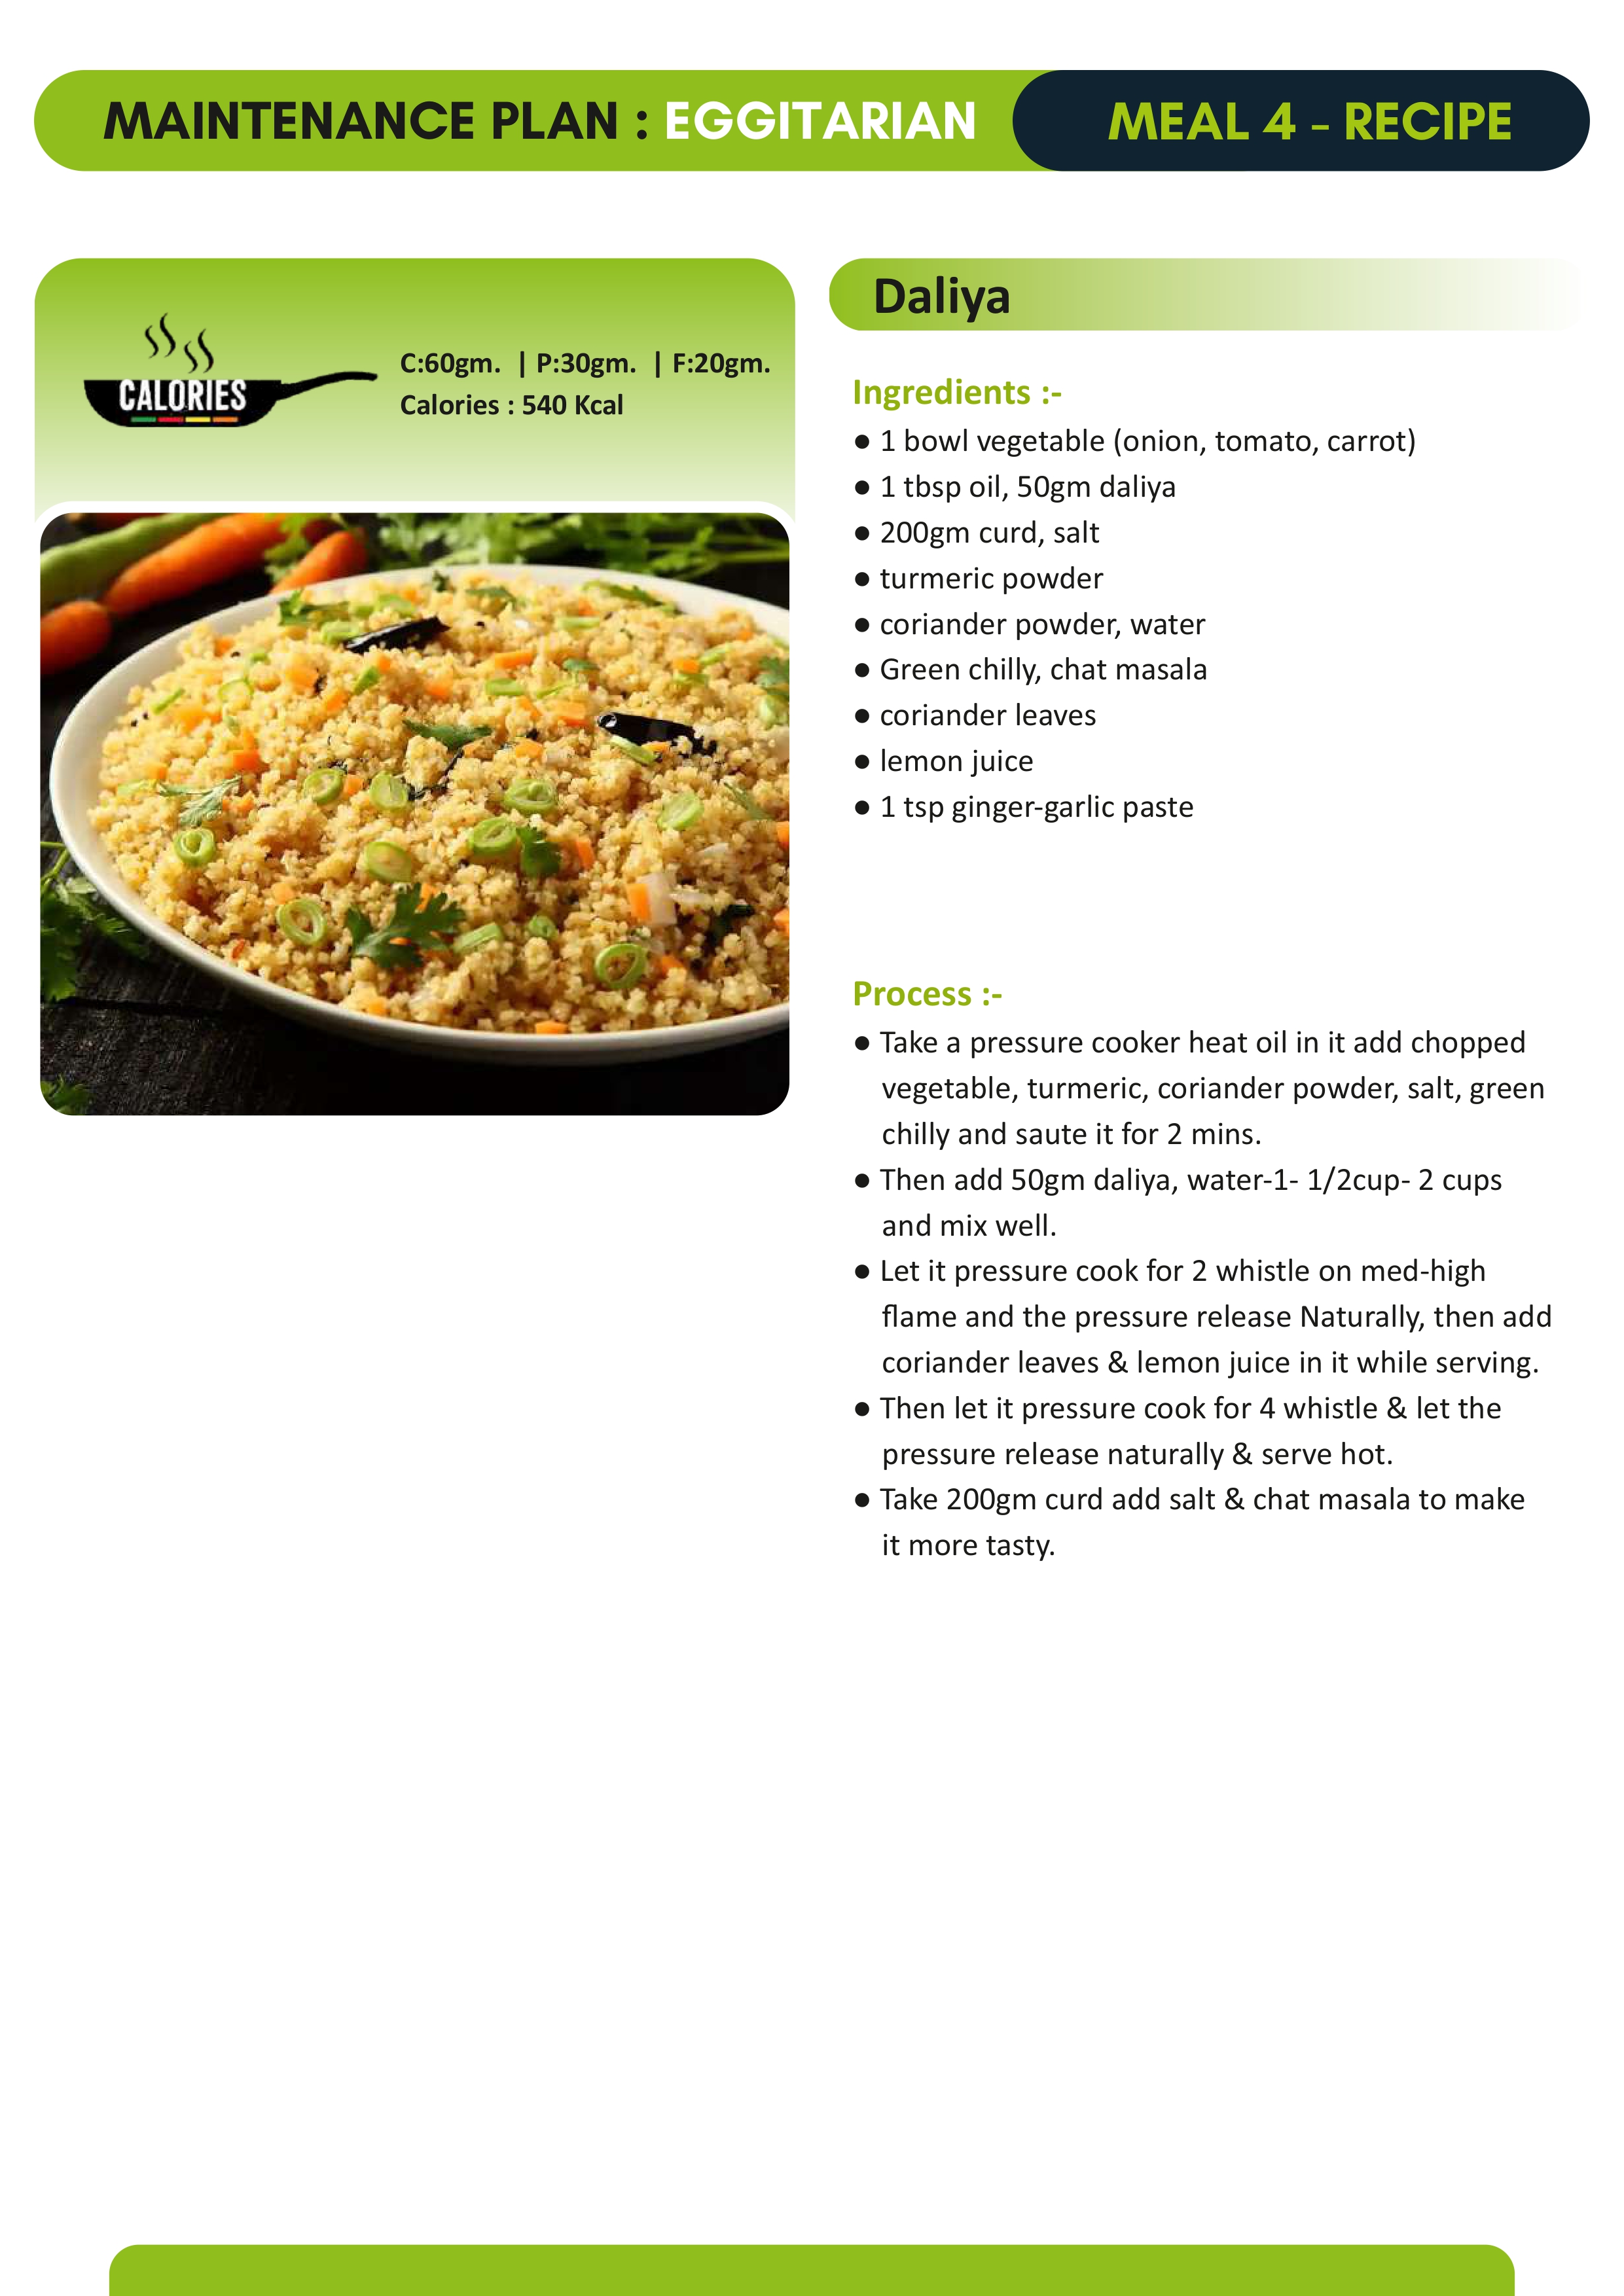 MAINTENANCE PLAN : EGGITARIAN
MEAL 4 - RECIPE
CALORIES
C:60gm. | P:30gm. | F:20gm.
Calories : 540 Kcal
Daliya
Ingredients :-
● 1 bowl vegetable (onion, tomato, carrot)
● 1 tbsp oil, 50gm daliya
● 200gm curd, salt
● turmeric powder
● coriander powder, water
● Green chilly, chat masala
● coriander leaves
● lemon juice
● 1 tsp ginger-garlic paste
Process :-
● Take a pressure cooker heat oil in it add chopped
vegetable, turmeric, coriander powder, salt, green
chilly and saute it for 2 mins.
● Then add 50gm daliya, water-1- 1/2cup- 2 cups
and mix well.
● Let it pressure cook for 2 whistle on med-high
flame and the pressure release Naturally, then add
coriander leaves & lemon juice in it while serving.
● Then let it pressure cook for 4 whistle & let the
pressure release naturally & serve hot.
● Take 200gm curd add salt & chat masala to make
it more tasty.